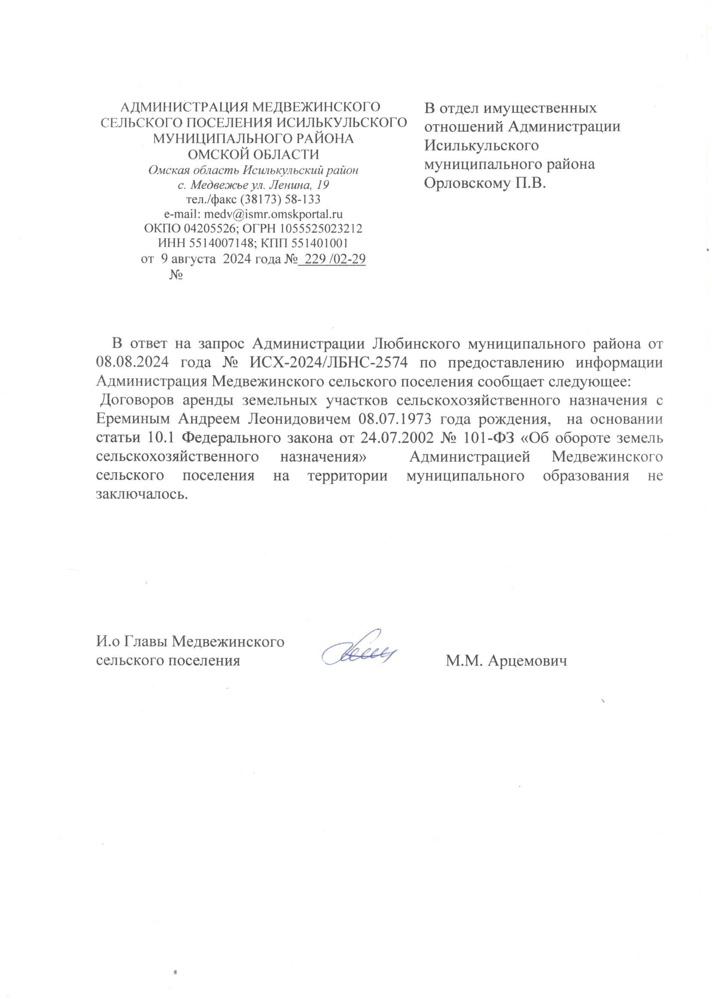 АДМИНИСТРАЦИЯ МЕДВЕЖИНСКОГО
СЕЛЬСКОГО ПОСЕЛЕНИЯ ИСИЛЬКУЛЬСКОГО
МУНИЦИПАЛЬНОГО РАЙОНА
ОМСКОЙ ОБЛАСТИ
Омская область Исилькульский район
с. Медвежье ул. Ленина, 19
тел./факс (38173) 58-133
e-mail: medv@ismr.omskportal.ru
ОКПО 04205526; ОГРН 1055525023212
ИНН 5514007148; КПП 551401001
от 9 августа 2024 года № 229 /02-29
№
В отдел имущественных
отношений Администрации
Исилькульского
муниципального района
Орловскому П.В.
В ответ на запрос Администрации Любинского муниципального района от
08.08.2024 года № ИСХ-2024/ЛБНС-2574 по предоставлению информации
Администрация Медвежинского сельского поселения сообщает следующее:
Договоров аренды земельных участков сельскохозяйственного назначения с
Ереминым Андреем Леонидовичем 08.07.1973 года рождения, на основании
статьи 10.1 Федерального закона от 24.07.2002 № 101-ФЗ «Об обороте земель
сельскохозяйственного назначения» Администрацией Медвежинского
сельского поселения на территории муниципального образования не
заключалось.
И.о Главы Медвежинского
сельского поселения М.М. Арцемович